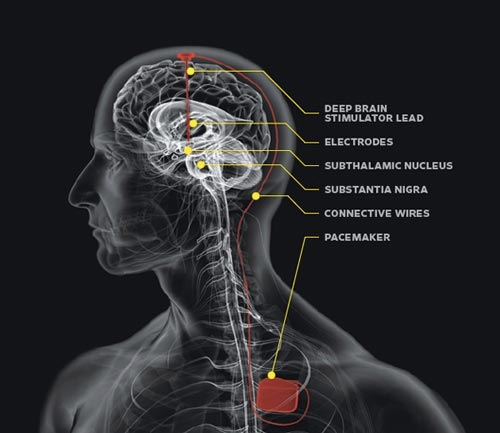 DEEP BRAIN
STIMULATOR LEAD
ELECTRODES
SUBTHALAMIC NUCLEUS
SUBSTANTIA NIGRA
CONNECTIVE WIRES
PACEMAKER